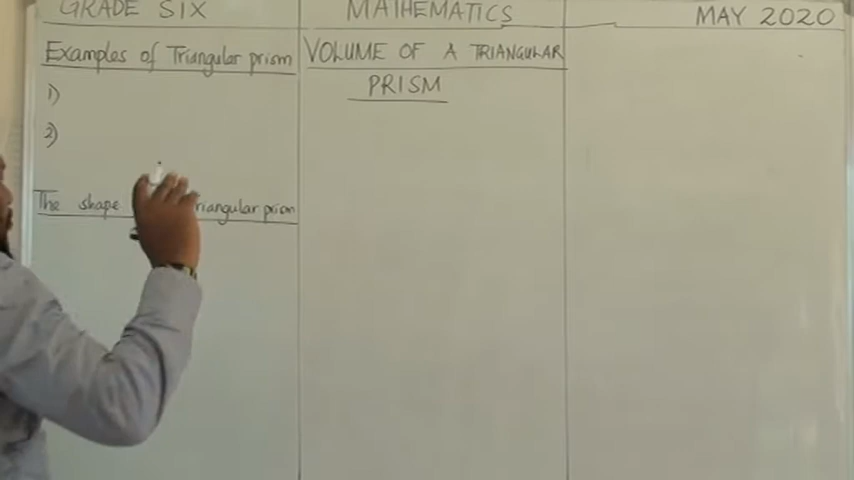 GRADE SIX MATHEMATICS MAY 2020
Examples of Triangular prism
1)
2)
The shape riangular prism
VOLUME OF A TRIANGULAR
PRISM